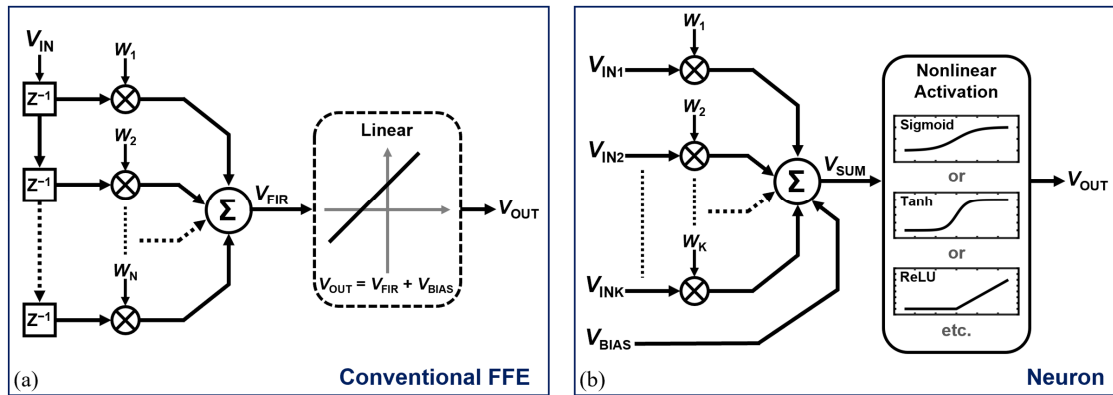 V_IN
W_1
Z⁻¹
W_2
Z⁻¹
W_N
Z⁻¹
Σ
V_FIR
Linear
V_OUT = V_FIR + V_BIAS
V_OUT
(a)
Conventional FFE
W_1
V_IN1
W_2
V_IN2
W_K
V_INK
V_BIAS
Σ
V_SUM
Nonlinear
Activation
Sigmoid
or
Tanh
or
ReLU
etc.
V_OUT
(b)
Neuron